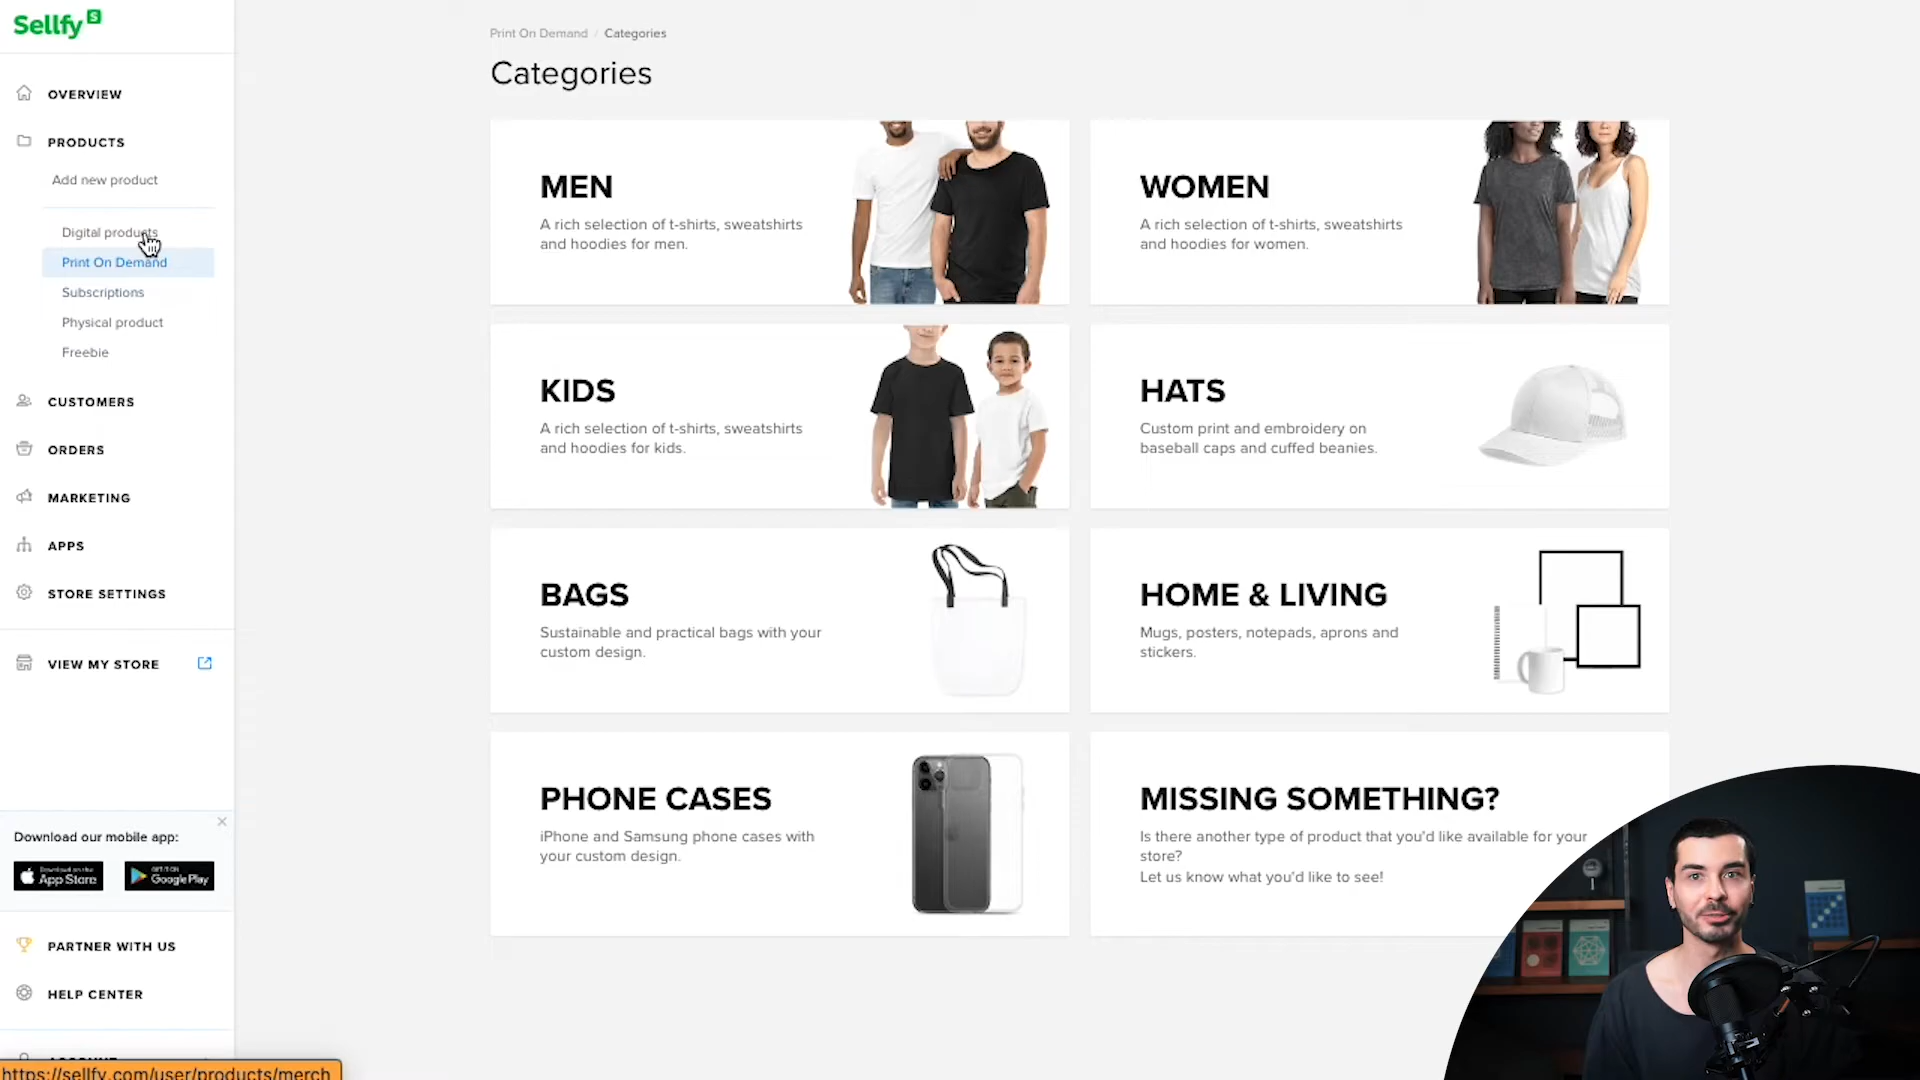 Sellfy S
OVERVIEW
PRODUCTS
Add new product
Digital products
Print On Demand
Subscriptions
Physical product
Freebie
CUSTOMERS
ORDERS
MARKETING
APPS
STORE SETTINGS
VIEW MY STORE
Download our mobile app:
Download on the
App Store
GET IT ON
Google Play
PARTNER WITH US
HELP CENTER
ACCOUNT
https://sellfy.com/user/products/merch
Print On Demand / Categories
Categories
MEN
A rich selection of t-shirts, sweatshirts
and hoodies for men.
WOMEN
A rich selection of t-shirts, sweatshirts
and hoodies for women.
KIDS
A rich selection of t-shirts, sweatshirts
and hoodies for kids.
HATS
Custom print and embroidery on
baseball caps and cuffed beanies.
BAGS
Sustainable and practical bags with your
custom design.
HOME & LIVING
Mugs, posters, notepads, aprons and
stickers.
PHONE CASES
iPhone and Samsung phone cases with
your custom design.
MISSING SOMETHING?
Is there another type of product that you'd like available for your
store?
Let us know what you'd like to see!